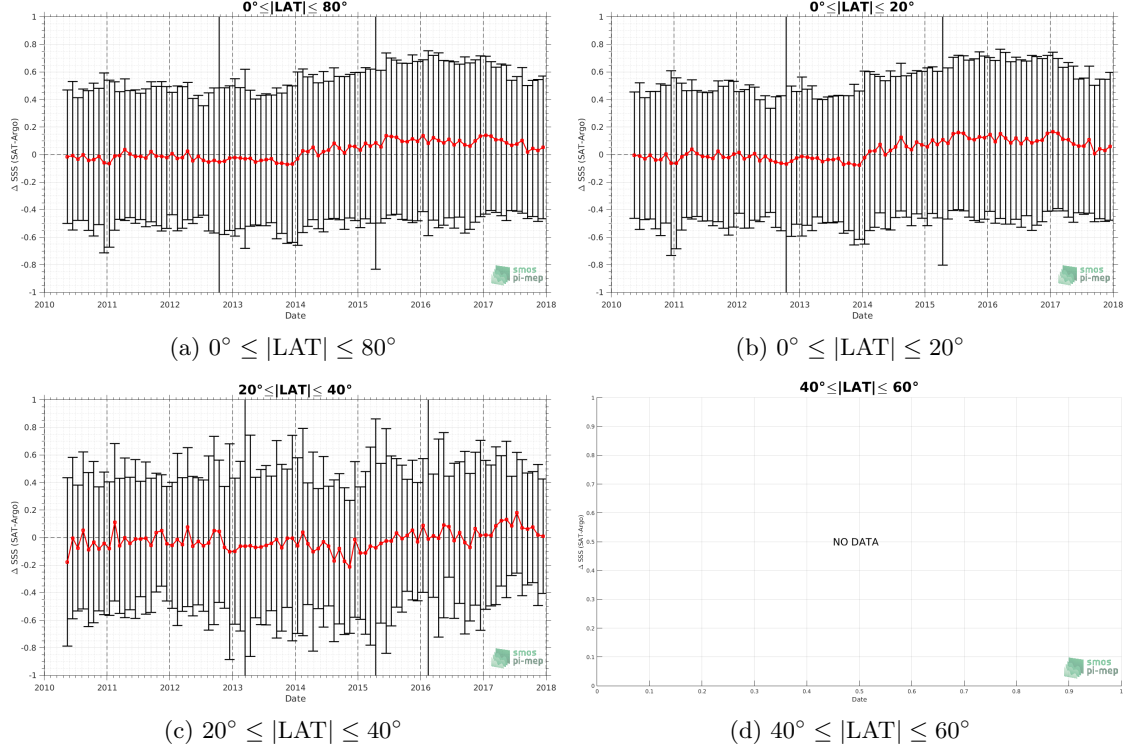 0°≤|LAT|≤ 80°
Δ SSS (SAT-Argo)
1
0.8
0.6
0.4
0.2
0
-0.2
-0.4
-0.6
-0.8
-1
2010 2011 2012 2013 2014 2015 2016 2017 2018
Date
smos
pi-mep
(a) 0° ≤ |LAT| ≤ 80°
0°≤|LAT|≤ 20°
Δ SSS (SAT-Argo)
1
0.8
0.6
0.4
0.2
0
-0.2
-0.4
-0.6
-0.8
-1
2010 2011 2012 2013 2014 2015 2016 2017 2018
Date
smos
pi-mep
(b) 0° ≤ |LAT| ≤ 20°
20°≤|LAT|≤ 40°
Δ SSS (SAT-Argo)
1
0.8
0.6
0.4
0.2
0
-0.2
-0.4
-0.6
-0.8
-1
2010 2011 2012 2013 2014 2015 2016 2017 2018
Date
smos
pi-mep
(c) 20° ≤ |LAT| ≤ 40°
40°≤|LAT|≤ 60°
Δ SSS (SAT-Argo)
1
0.9
0.8
0.7
0.6
0.5
0.4
0.3
0.2
0.1
0
NO DATA
0 0.1 0.2 0.3 0.4 0.5 0.6 0.7 0.8 0.9 1
Date
smos
pi-mep
(d) 40° ≤ |LAT| ≤ 60°